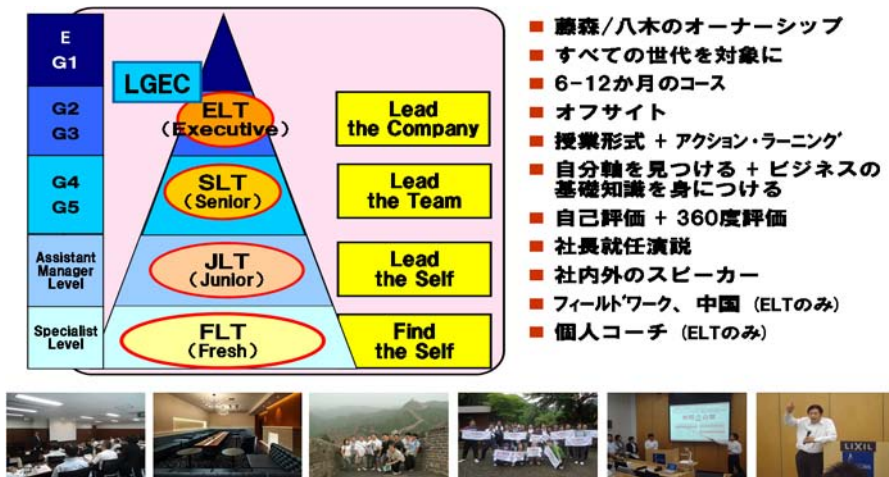 E
G1
G2
G3
G4
G5
Assistant
Manager
Level
Specialist
Level
LGEC
ELT
(Executive)
SLT
(Senior)
JLT
(Junior)
FLT
(Fresh)
Lead
the Company
Lead
the Team
Lead
the Self
Find
the Self
藤森/八木のオーナーシップ
すべての世代を対象に
6-12か月のコース
オフサイト
授業形式 + アクション・ラーニング
自分軸を見つける + ビジネスの
基礎知識を身につける
自己評価 + 360度評価
社長就任演説
社内外のスピーカー
フィールドワーク、中国 (ELTのみ)
個人コーチ (ELTのみ)
LIXIL